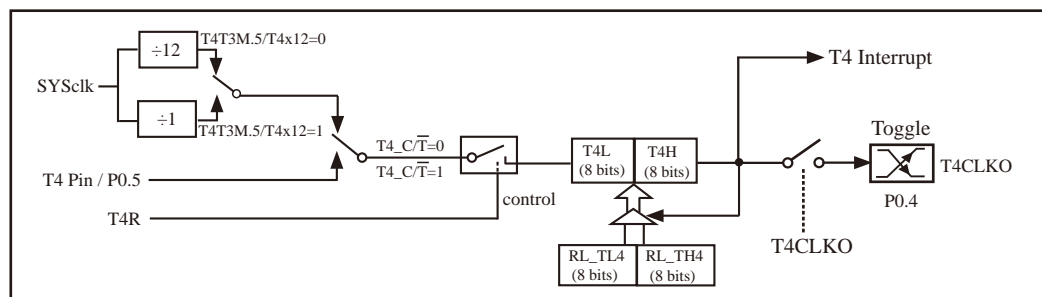 ÷12
T4T3M.5/T4x12=0
SYSclk
÷1
T4T3M.5/T4x12=1
T4 Interrupt
T4_C/T̅=0
T4_C/T̅=1
T4 Pin / P0.5
T4R
control
T4L
(8 bits)
T4H
(8 bits)
Toggle
T4CLKO
P0.4
T4CLKO
RL_TL4
(8 bits)
RL_TH4
(8 bits)